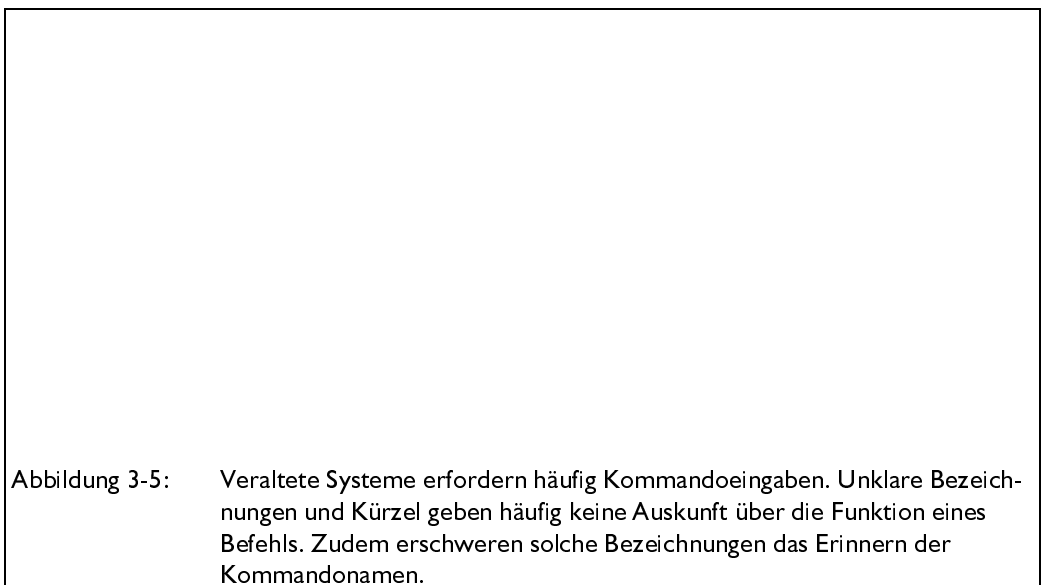 Abbildung 3-5: Veraltete Systeme erfordern häufig Kommandoeingaben. Unklare Bezeich-
nungen und Kürzel geben häufig keine Auskunft über die Funktion eines
Befehls. Zudem erschweren solche Bezeichnungen das Erinnern der
Kommandonamen.